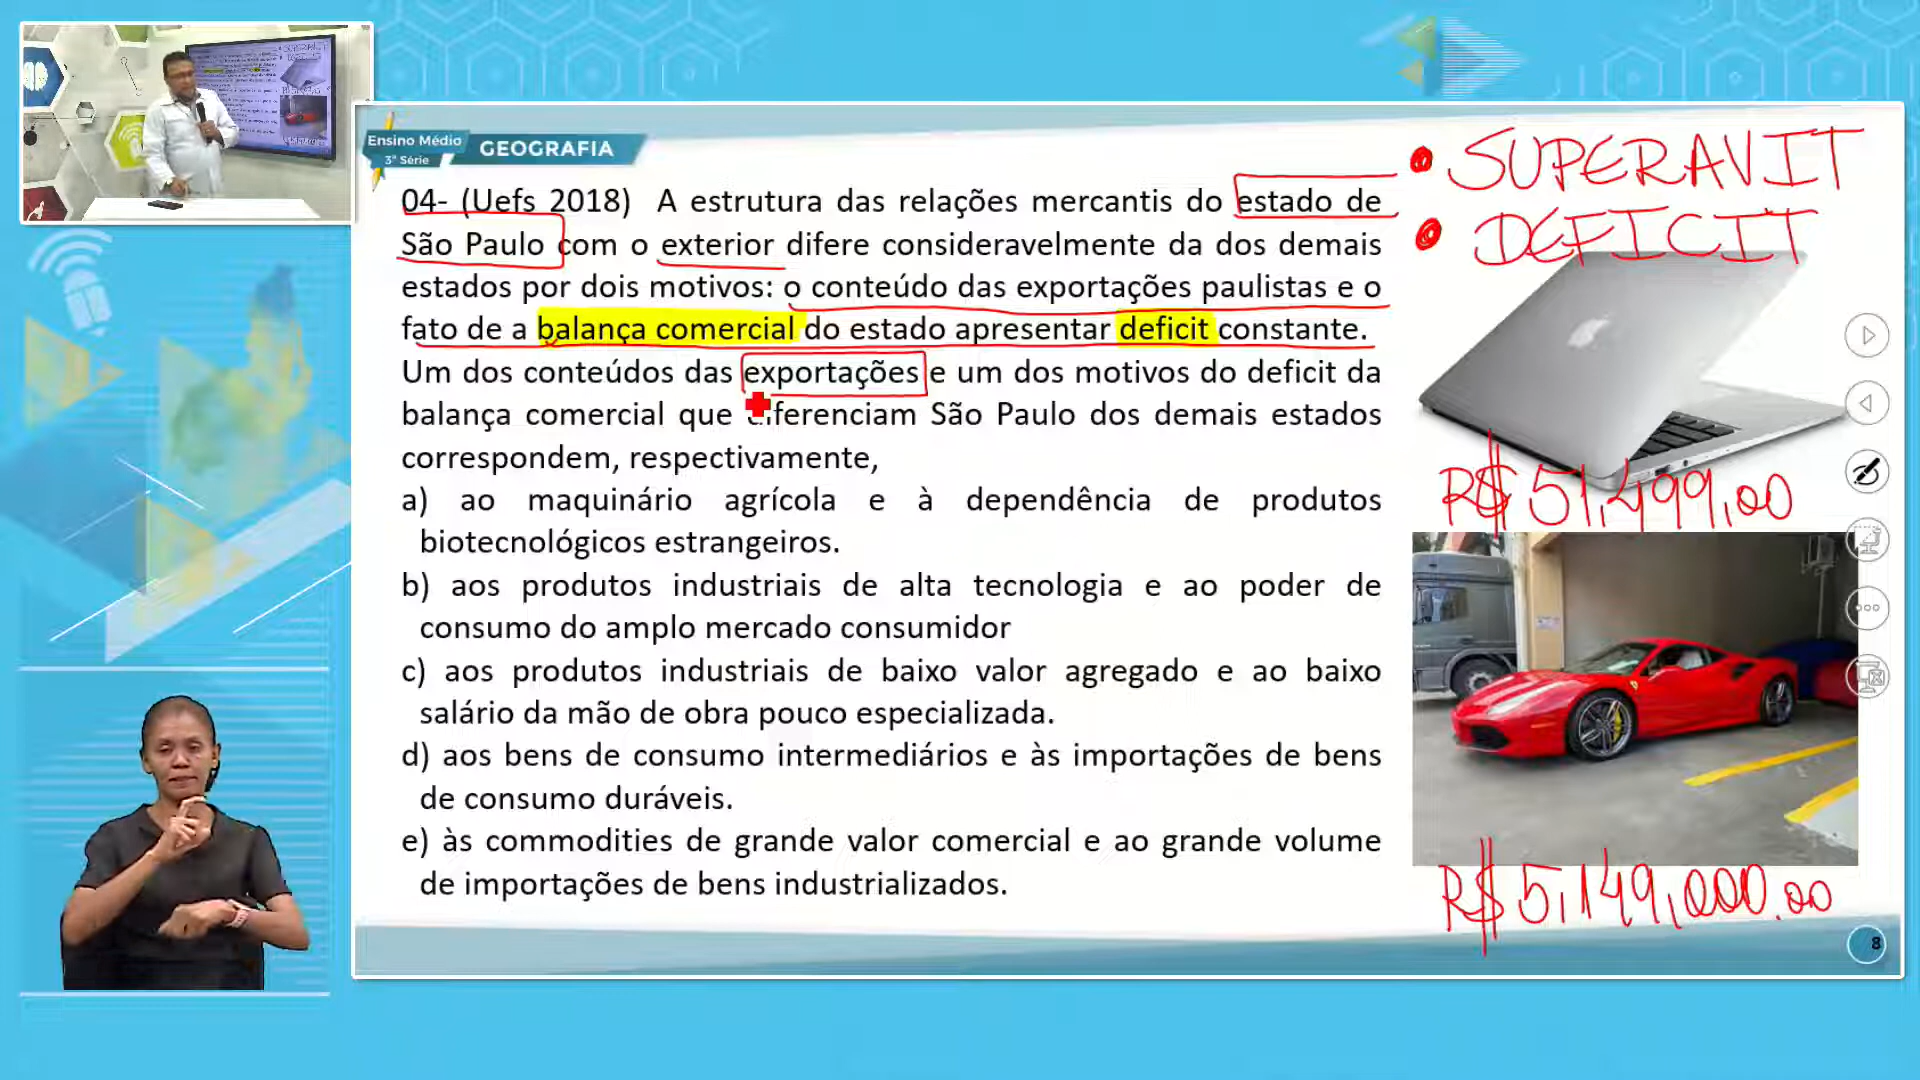 Ensino Médio
3ª Série
GEOGRAFIA
04- (Uefs 2018) A estrutura das relações mercantis do estado de
São Paulo com o exterior difere consideravelmente da dos demais
estados por dois motivos: o conteúdo das exportações paulistas e o
fato de a balança comercial do estado apresentar deficit constante.
Um dos conteúdos das exportações e um dos motivos do deficit da
balança comercial que diferenciam São Paulo dos demais estados
correspondem, respectivamente,
a) ao maquinário agrícola e à dependência de produtos
biotecnológicos estrangeiros.
b) aos produtos industriais de alta tecnologia e ao poder de
consumo do amplo mercado consumidor
c) aos produtos industriais de baixo valor agregado e ao baixo
salário da mão de obra pouco especializada.
d) aos bens de consumo intermediários e às importações de bens
de consumo duráveis.
e) às commodities de grande valor comercial e ao grande volume
de importações de bens industrializados.
• SUPERAVIT
• DEFICIT
R$ 51.499,00
R$ 5.149.000.00
8